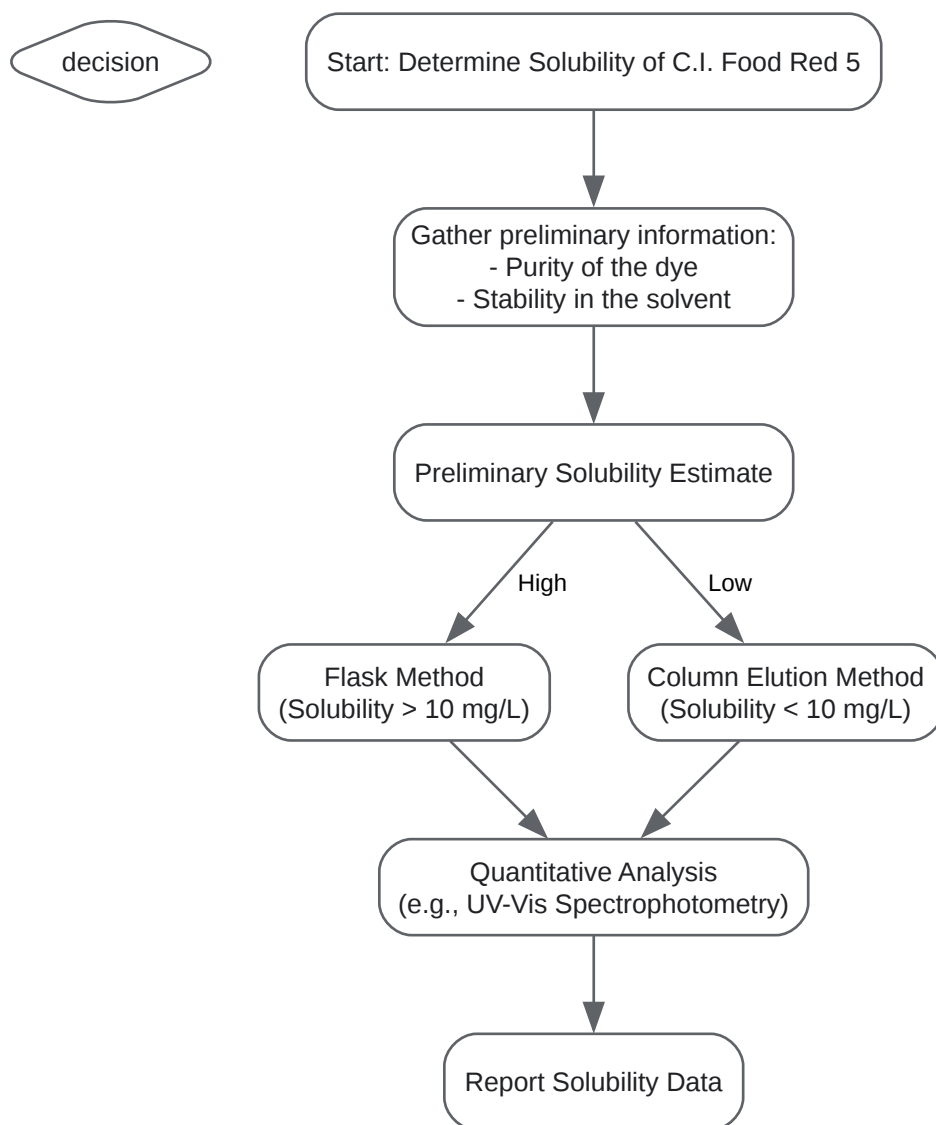 decision
Start: Determine Solubility of C.I. Food Red 5
Gather preliminary information:
- Purity of the dye
- Stability in the solvent
Preliminary Solubility Estimate
High
Low
Flask Method
(Solubility > 10 mg/L)
Column Elution Method
(Solubility < 10 mg/L)
Quantitative Analysis
(e.g., UV-Vis Spectrophotometry)
Report Solubility Data